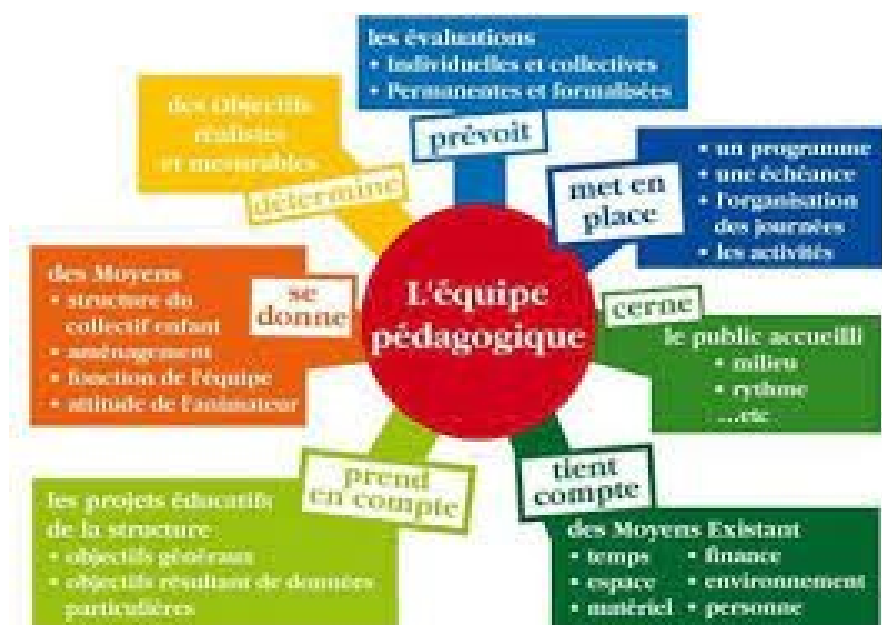 les évaluations
• Individuelles et collectives
• Permanentes et formalisées
prévoit
des Objectifs
réalistes
et mesurables
détermine
met en
place
• un programme
• une échéance
• l'organisation
des journées
• les activités
des Moyens
• structure du
collectif enfant
• aménagement
• fonction de l'équipe
• attitude de l'animateur
se
donne
L'équipe
pédagogique
cerne
le public accueilli
• milieu
• rythme
...etc
prend
en compte
les projets éducatifs
de la structure
• objectifs généraux
• objectifs résultant de données
particulières
tient
compte
des Moyens Existant
• temps • finance
• espace • environnement
• matériel • personne